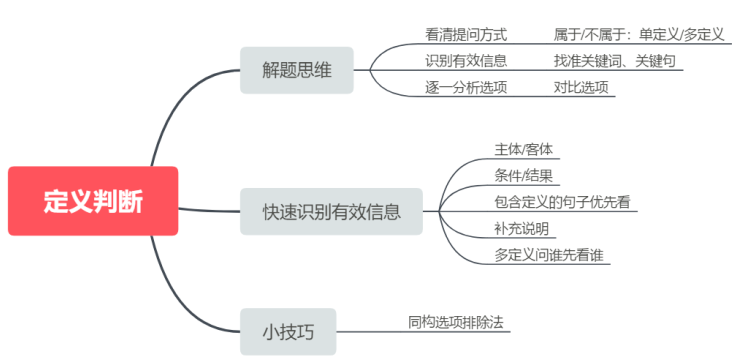 定义判断
解题思维
看清提问方式 属于/不属于：单定义/多定义
识别有效信息 找准关键词、关键句
逐一分析选项 对比选项
快速识别有效信息
主体/客体
条件/结果
包含定义的句子优先看
补充说明
多定义问谁先看谁
小技巧
同构选项排除法